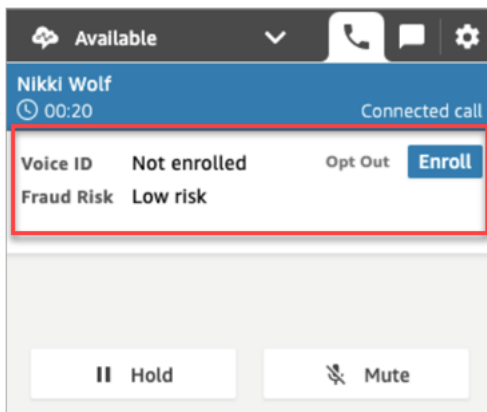 Available
Nikki Wolf
00:20 Connected call
Voice ID Not enrolled Opt Out Enroll
Fraud Risk Low risk
Hold Mute